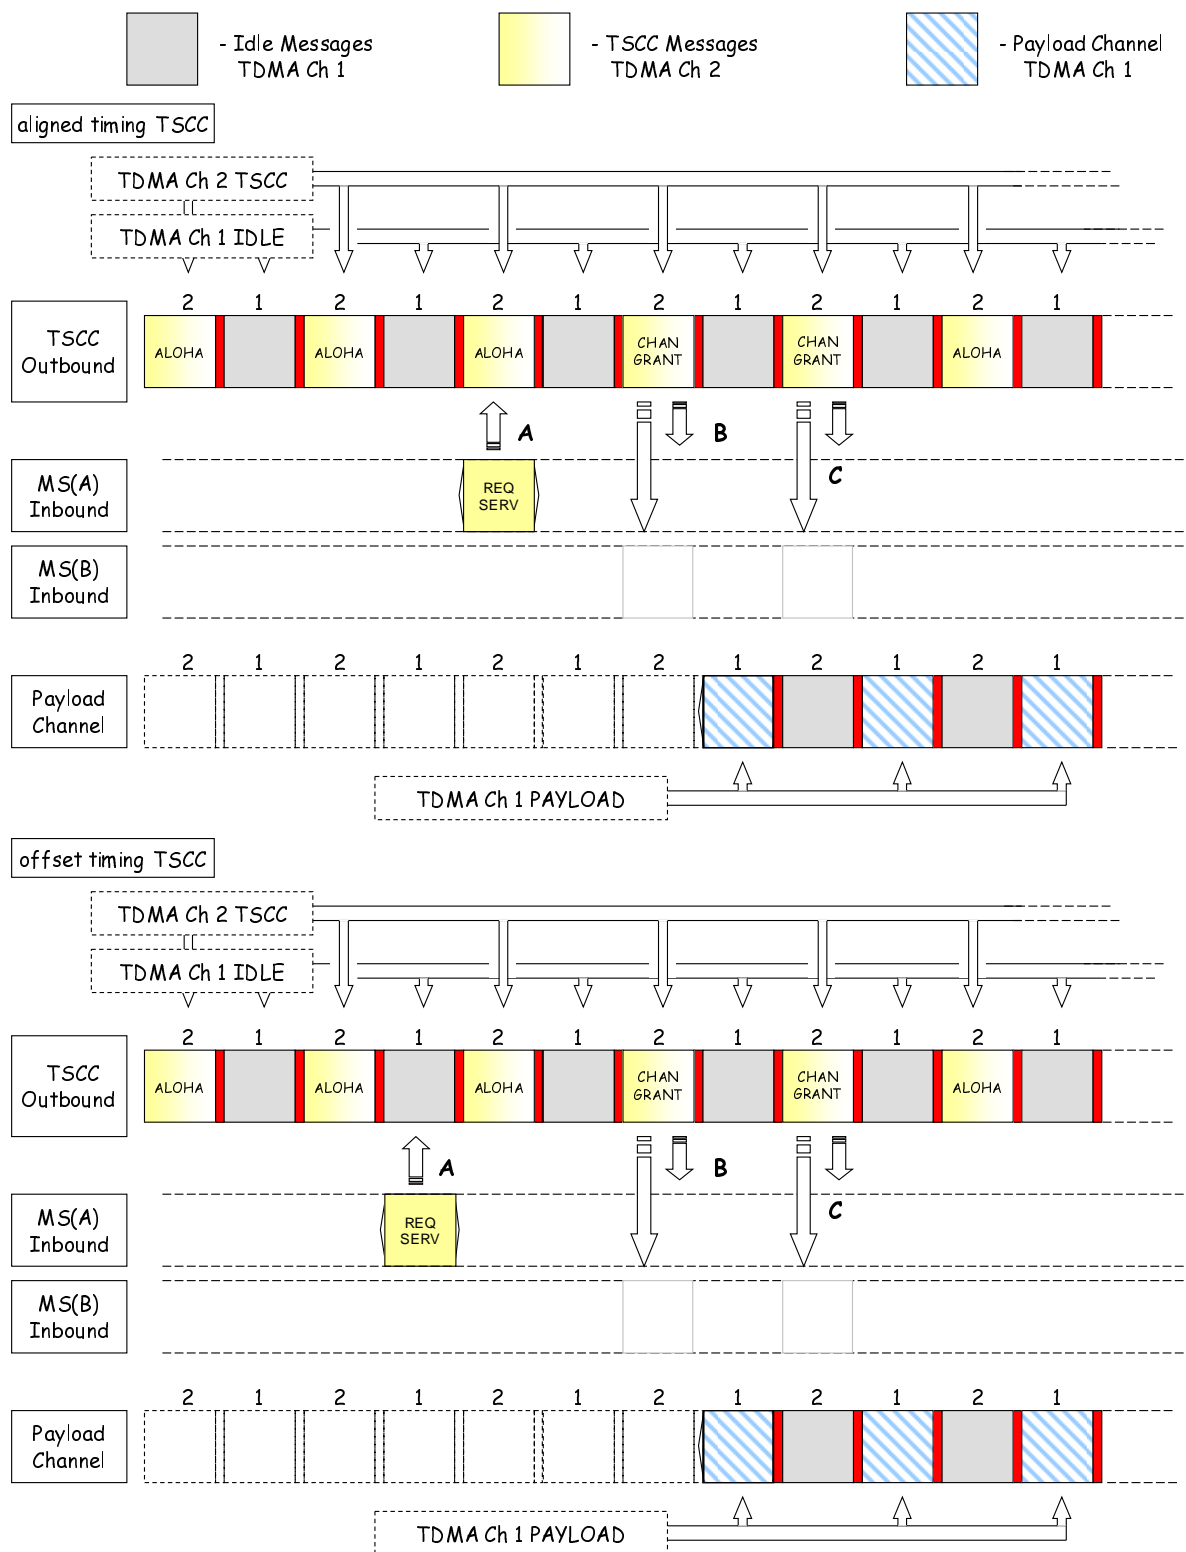 - Idle Messages
TDMA Ch 1
- TSCC Messages
TDMA Ch 2
- Payload Channel
TDMA Ch 1
aligned timing TSCC
TDMA Ch 2 TSCC
TDMA Ch 1 IDLE
2 1 2 1 2 1 2 1 2 1 2 1
TSCC
Outbound
ALOHA
ALOHA
ALOHA
CHAN
GRANT
CHAN
GRANT
ALOHA
A
B
C
MS(A)
Inbound
REQ
SERV
MS(B)
Inbound
2 1 2 1 2 1 2 1 2 1 2 1
Payload
Channel
TDMA Ch 1 PAYLOAD
offset timing TSCC
TDMA Ch 2 TSCC
TDMA Ch 1 IDLE
2 1 2 1 2 1 2 1 2 1 2 1
TSCC
Outbound
ALOHA
ALOHA
ALOHA
CHAN
GRANT
CHAN
GRANT
ALOHA
A
B
C
MS(A)
Inbound
REQ
SERV
MS(B)
Inbound
2 1 2 1 2 1 2 1 2 1 2 1
Payload
Channel
TDMA Ch 1 PAYLOAD